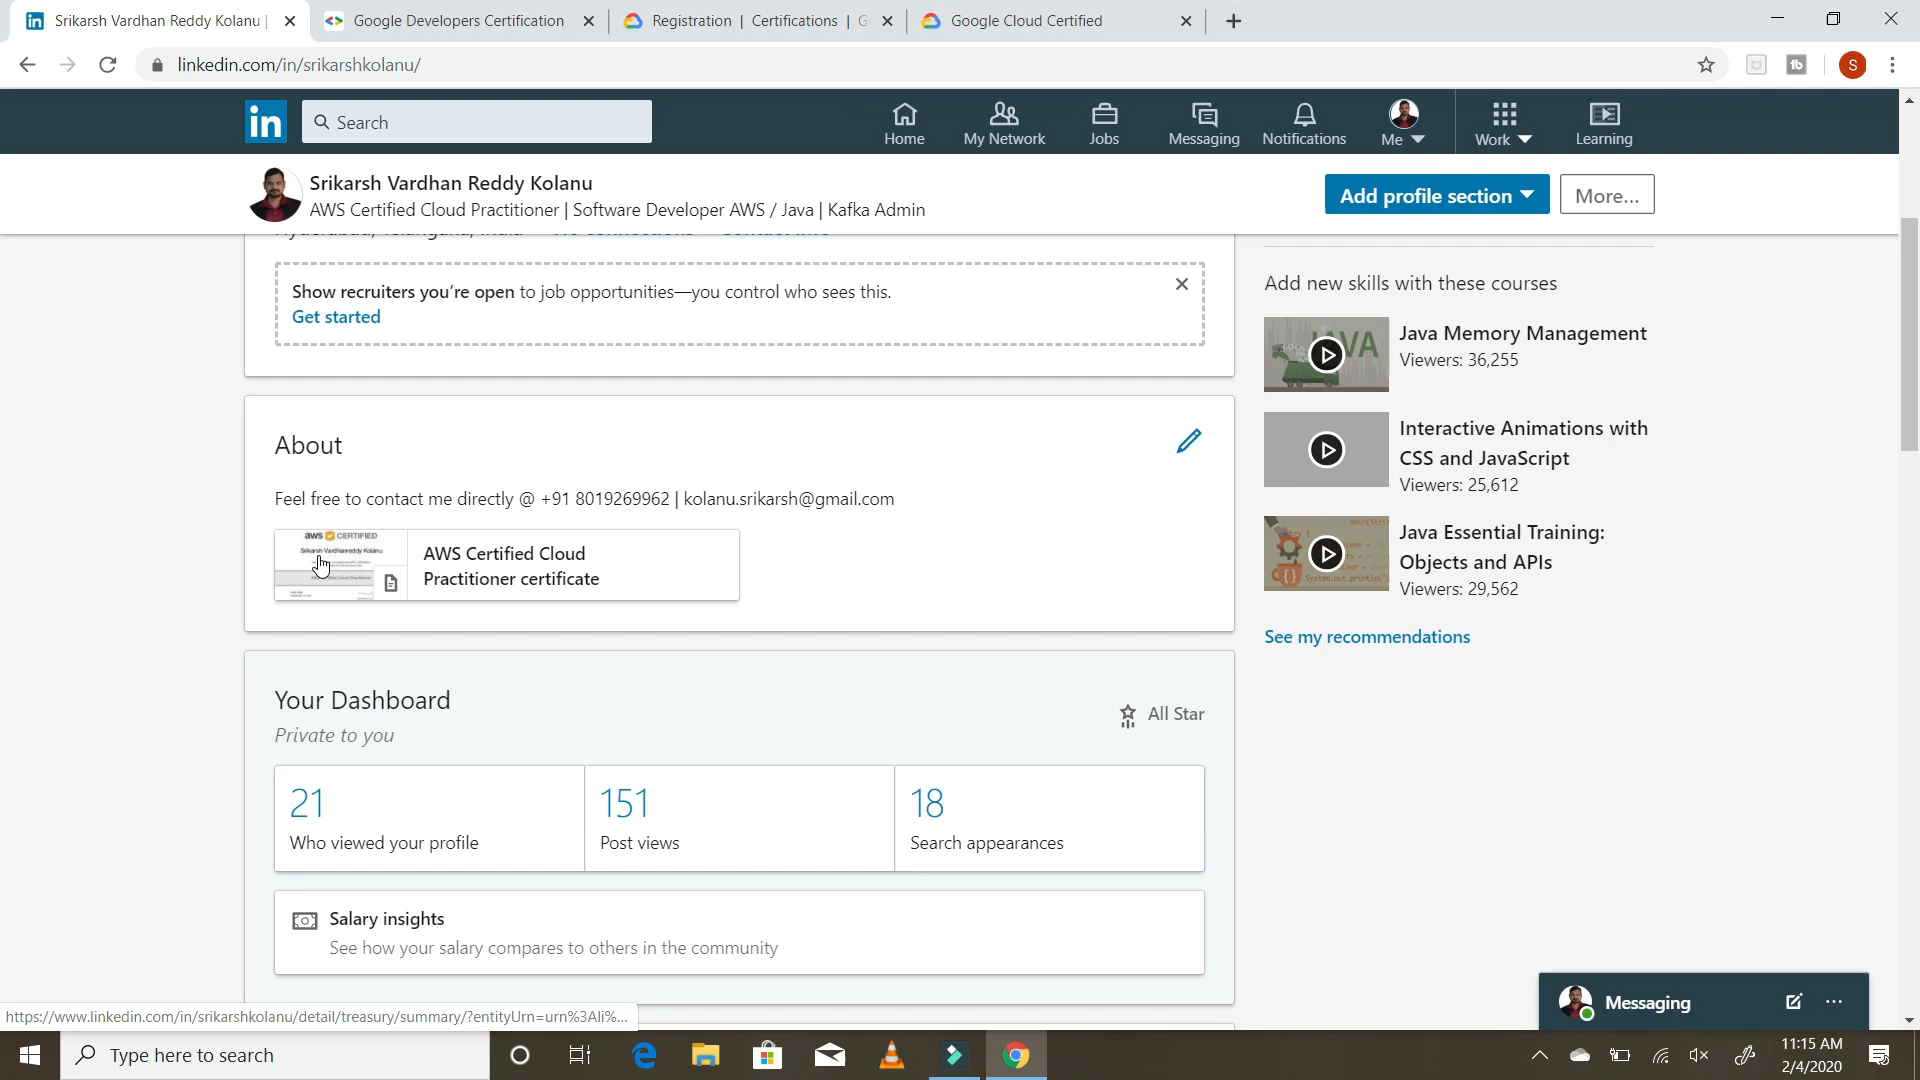 Srikarsh Vardhan Reddy Kolanu |
Google Developers Certification
Registration | Certifications | G
Google Cloud Certified
linkedin.com/in/srikarshkolanu/
S
in
Search
Home
My Network
Jobs
Messaging
Notifications
Me
Work
Learning
Srikarsh Vardhan Reddy Kolanu
AWS Certified Cloud Practitioner | Software Developer AWS / Java | Kafka Admin
Add profile section
More...
Show recruiters you're open to job opportunities—you control who sees this.
Get started
About
Feel free to contact me directly @ +91 8019269962 | kolanu.srikarsh@gmail.com
aws CERTIFIED
Srikarsh Vardhanreddy Kolanu
AWS Certified Cloud
Practitioner certificate
Your Dashboard
Private to you
All Star
21
Who viewed your profile
151
Post views
18
Search appearances
Salary insights
See how your salary compares to others in the community
Add new skills with these courses
JAVA
Java Memory Management
Viewers: 36,255
Interactive Animations with
CSS and JavaScript
Viewers: 25,612
Java Essential Training:
Objects and APIs
Viewers: 29,562
See my recommendations
Messaging
https://www.linkedin.com/in/srikarshkolanu/detail/treasury/summary/?entityUrn=urn%3Ali%...
Type here to search
11:15 AM
2/4/2020